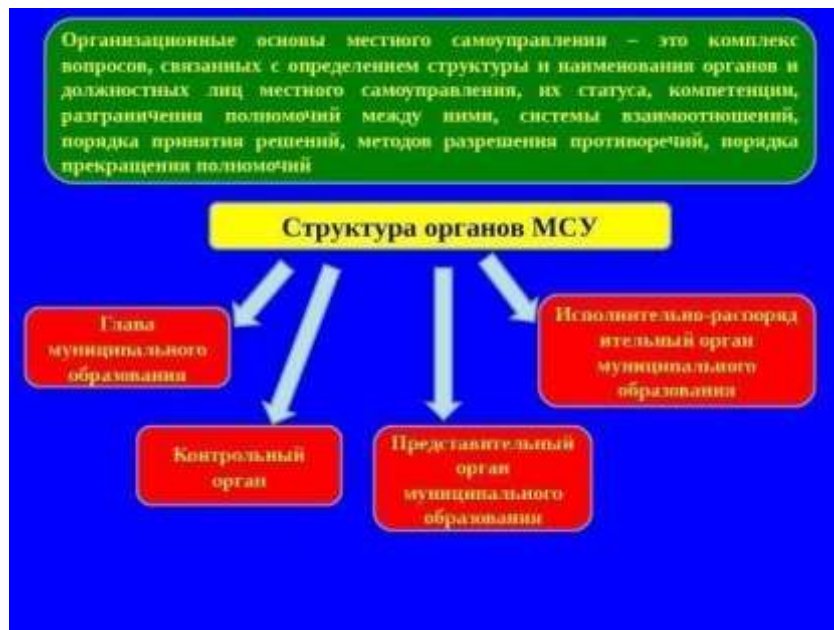 Организационные основы местного самоуправления – это комплекс
вопросов, связанных с определением структуры и наименования органов и
должностных лиц местного самоуправления, их статуса, компетенции,
разграничения полномочий между ними, системы взаимоотношений,
порядка принятия решений, методов разрешения противоречий, порядка
прекращения полномочий
Структура органов МСУ
Глава
муниципального
образования
Исполнительно-распоряд
ительный орган
муниципального
образования
Контрольный
орган
Представительный
орган
муниципального
образования